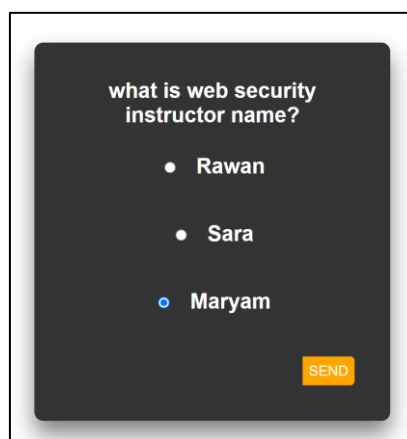 what is web security
instructor name?
Rawan
Sara
Maryam
SEND